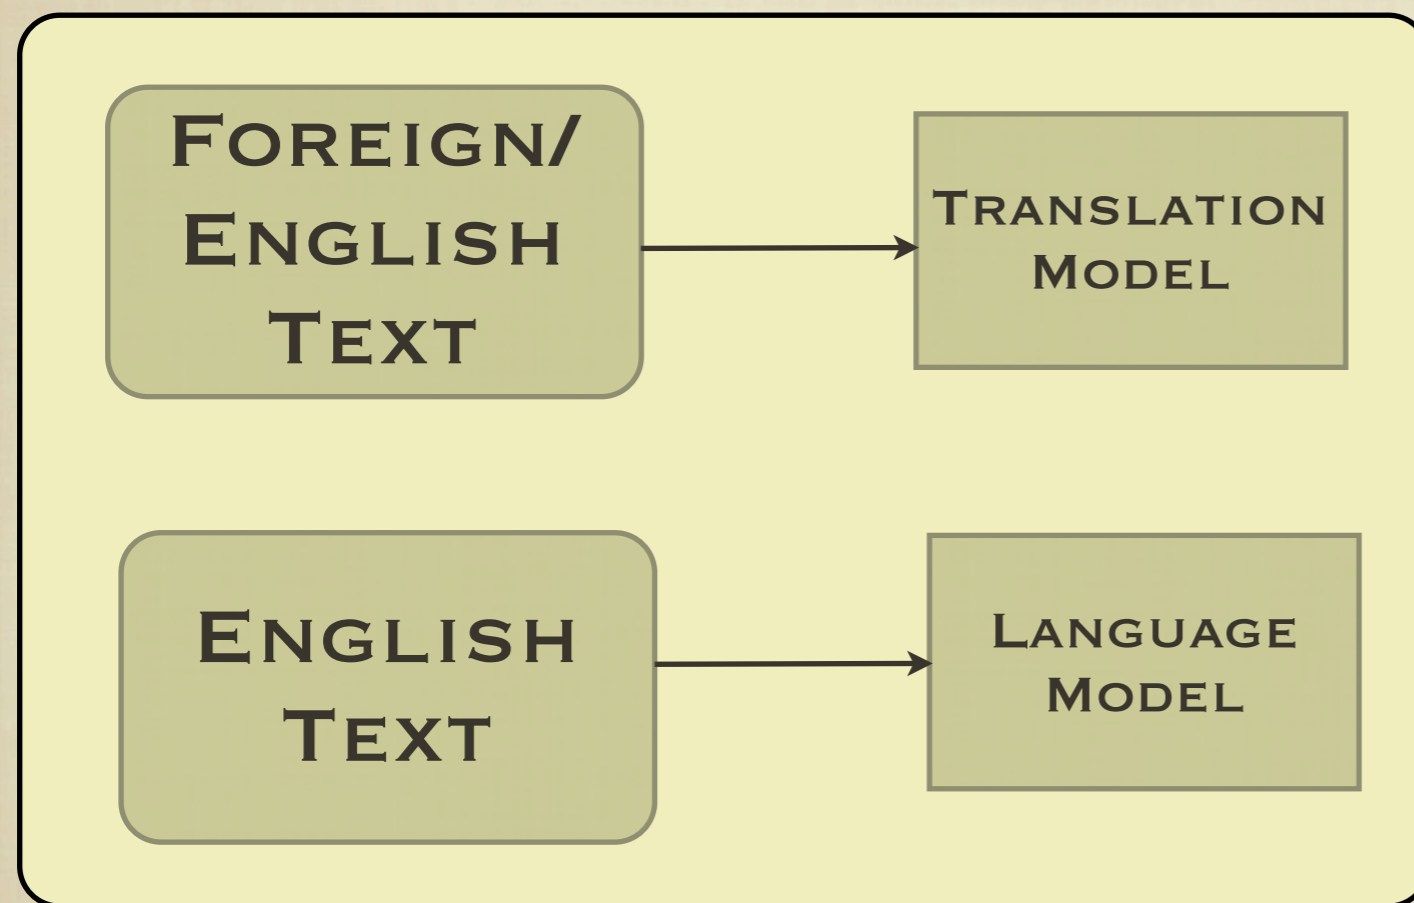 Foreign/
English
Text
Translation
Model
English
Text
Language
Model